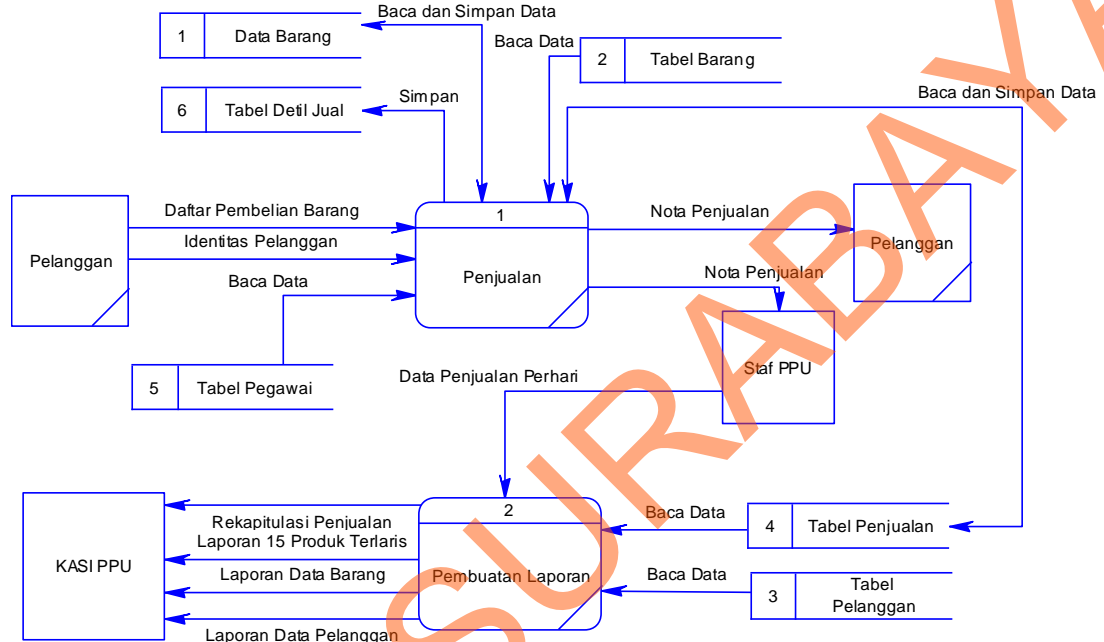 Baca dan Simpan Data
1 Data Barang
Baca Data
2 Tabel Barang
Baca dan Simpan Data
6 Tabel Detil Jual
Simpan
Pelanggan
Daftar Pembelian Barang
Identitas Pelanggan
Baca Data
1
Penjualan
Nota Penjualan
Pelanggan
Nota Penjualan
Staf PPU
5 Tabel Pegawai
Data Penjualan Perhari
KASI PPU
Rekapitulasi Penjualan
Laporan 15 Produk Terlaris
Laporan Data Barang
Laporan Data Pelanggan
2
Pembuatan Laporan
Baca Data
4 Tabel Penjualan
Baca Data
3 Tabel
Pelanggan
SURABAYA